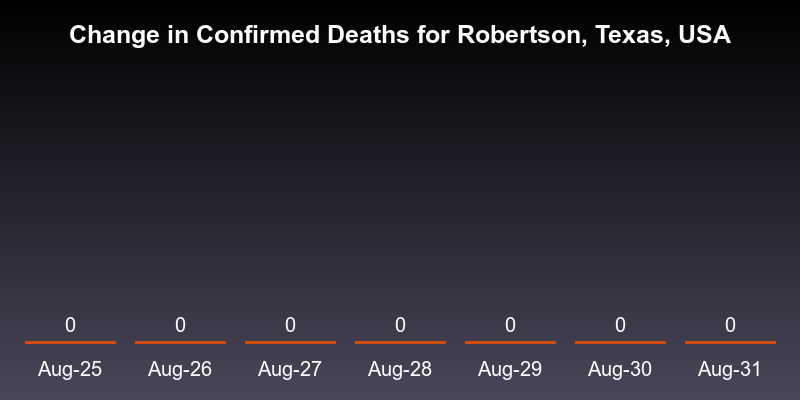 Change in Confirmed Deaths for Robertson, Texas, USA
0 0 0 0 0 0 0
Aug-25 Aug-26 Aug-27 Aug-28 Aug-29 Aug-30 Aug-31